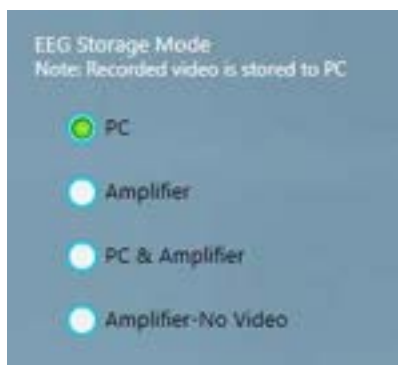 EEG Storage Mode
Note: Recorded video is stored to PC
PC
Amplifier
PC & Amplifier
Amplifier-No Video